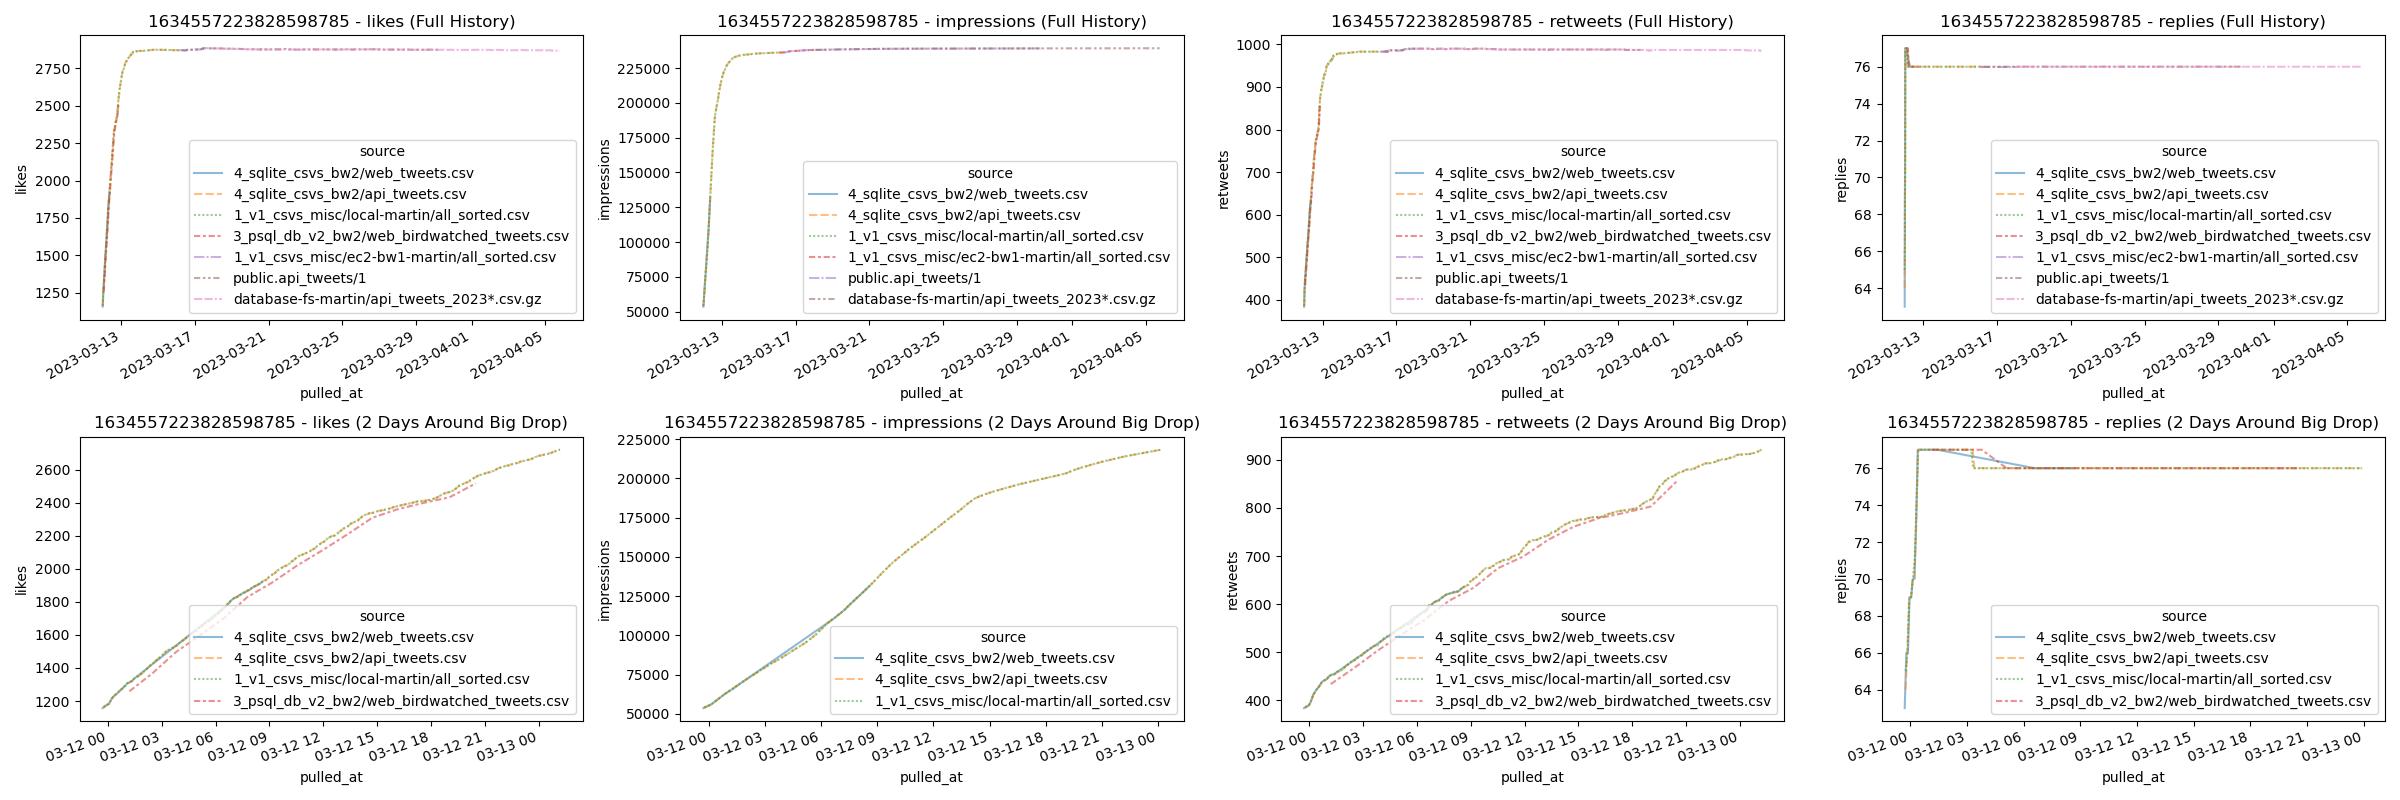 1634557223828598785 - likes (Full History)
2750
2500
2250
2000
1750
1500
1250
likes
source
4_sqlite_csvs_bw2/web_tweets.csv
4_sqlite_csvs_bw2/api_tweets.csv
1_v1_csvs_misc/local-martin/all_sorted.csv
3_psql_db_v2_bw2/web_birdwatched_tweets.csv
1_v1_csvs_misc/ec2-bw1-martin/all_sorted.csv
public.api_tweets/1
database-fs-martin/api_tweets_2023*.csv.gz
2023-03-13
2023-03-17
2023-03-21
2023-03-25
2023-03-29
2023-04-01
2023-04-05
pulled_at
1634557223828598785 - impressions (Full History)
225000
200000
175000
150000
125000
100000
75000
50000
impressions
source
4_sqlite_csvs_bw2/web_tweets.csv
4_sqlite_csvs_bw2/api_tweets.csv
1_v1_csvs_misc/local-martin/all_sorted.csv
1_v1_csvs_misc/ec2-bw1-martin/all_sorted.csv
public.api_tweets/1
database-fs-martin/api_tweets_2023*.csv.gz
2023-03-13
2023-03-17
2023-03-21
2023-03-25
2023-03-29
2023-04-01
2023-04-05
pulled_at
1634557223828598785 - retweets (Full History)
1000
900
800
700
600
500
400
retweets
source
4_sqlite_csvs_bw2/web_tweets.csv
4_sqlite_csvs_bw2/api_tweets.csv
1_v1_csvs_misc/local-martin/all_sorted.csv
3_psql_db_v2_bw2/web_birdwatched_tweets.csv
1_v1_csvs_misc/ec2-bw1-martin/all_sorted.csv
public.api_tweets/1
database-fs-martin/api_tweets_2023*.csv.gz
2023-03-13
2023-03-17
2023-03-21
2023-03-25
2023-03-29
2023-04-01
2023-04-05
pulled_at
1634557223828598785 - replies (Full History)
76
74
72
70
68
66
64
replies
source
4_sqlite_csvs_bw2/web_tweets.csv
4_sqlite_csvs_bw2/api_tweets.csv
1_v1_csvs_misc/local-martin/all_sorted.csv
3_psql_db_v2_bw2/web_birdwatched_tweets.csv
1_v1_csvs_misc/ec2-bw1-martin/all_sorted.csv
public.api_tweets/1
database-fs-martin/api_tweets_2023*.csv.gz
2023-03-13
2023-03-17
2023-03-21
2023-03-25
2023-03-29
2023-04-01
2023-04-05
pulled_at
1634557223828598785 - likes (2 Days Around Big Drop)
2600
2400
2200
2000
1800
1600
1400
1200
likes
source
4_sqlite_csvs_bw2/web_tweets.csv
4_sqlite_csvs_bw2/api_tweets.csv
1_v1_csvs_misc/local-martin/all_sorted.csv
3_psql_db_v2_bw2/web_birdwatched_tweets.csv
03-12 00
03-12 03
03-12 06
03-12 09
03-12 12
03-12 15
03-12 18
03-12 21
03-13 00
pulled_at
1634557223828598785 - impressions (2 Days Around Big Drop)
225000
200000
175000
150000
125000
100000
75000
50000
impressions
source
4_sqlite_csvs_bw2/web_tweets.csv
4_sqlite_csvs_bw2/api_tweets.csv
1_v1_csvs_misc/local-martin/all_sorted.csv
03-12 00
03-12 03
03-12 06
03-12 09
03-12 12
03-12 15
03-12 18
03-12 21
03-13 00
pulled_at
1634557223828598785 - retweets (2 Days Around Big Drop)
900
800
700
600
500
400
retweets
source
4_sqlite_csvs_bw2/web_tweets.csv
4_sqlite_csvs_bw2/api_tweets.csv
1_v1_csvs_misc/local-martin/all_sorted.csv
3_psql_db_v2_bw2/web_birdwatched_tweets.csv
03-12 00
03-12 03
03-12 06
03-12 09
03-12 12
03-12 15
03-12 18
03-12 21
03-13 00
pulled_at
1634557223828598785 - replies (2 Days Around Big Drop)
76
74
72
70
68
66
64
replies
source
4_sqlite_csvs_bw2/web_tweets.csv
4_sqlite_csvs_bw2/api_tweets.csv
1_v1_csvs_misc/local-martin/all_sorted.csv
3_psql_db_v2_bw2/web_birdwatched_tweets.csv
03-12 00
03-12 03
03-12 06
03-12 09
03-12 12
03-12 15
03-12 18
03-12 21
03-13 00
pulled_at